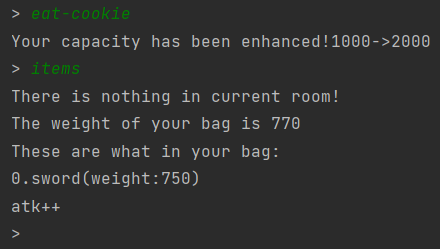 > eat-cookie
Your capacity has been enhanced!1000->2000
> items
There is nothing in current room!
The weight of your bag is 770
These are what in your bag:
0.sword(weight:750)
atk++
>